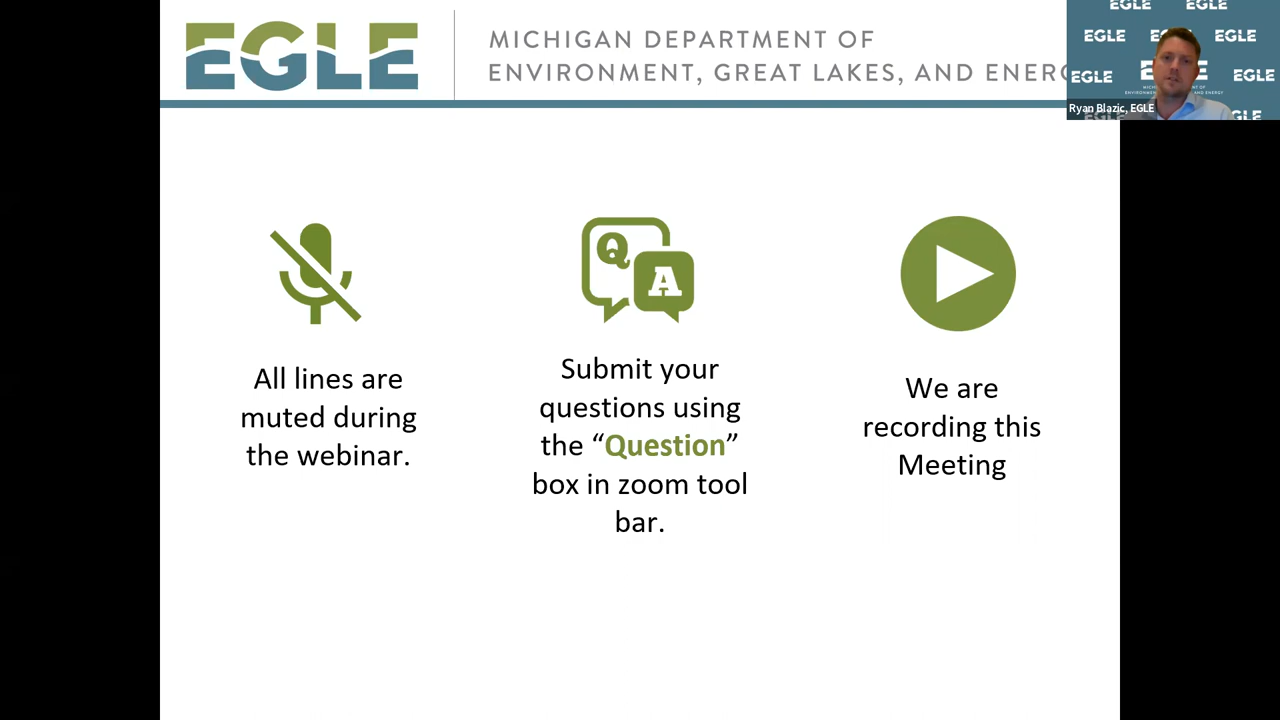 EGLE
MICHIGAN DEPARTMENT OF
ENVIRONMENT, GREAT LAKES, AND ENERG
EGLE EGLE
EGLE EGLE
EGLE EGLE
Ryan Blazic, EGLE
Q
A
All lines are
muted during
the webinar.
Submit your
questions using
the “Question”
box in zoom tool
bar.
We are
recording this
Meeting